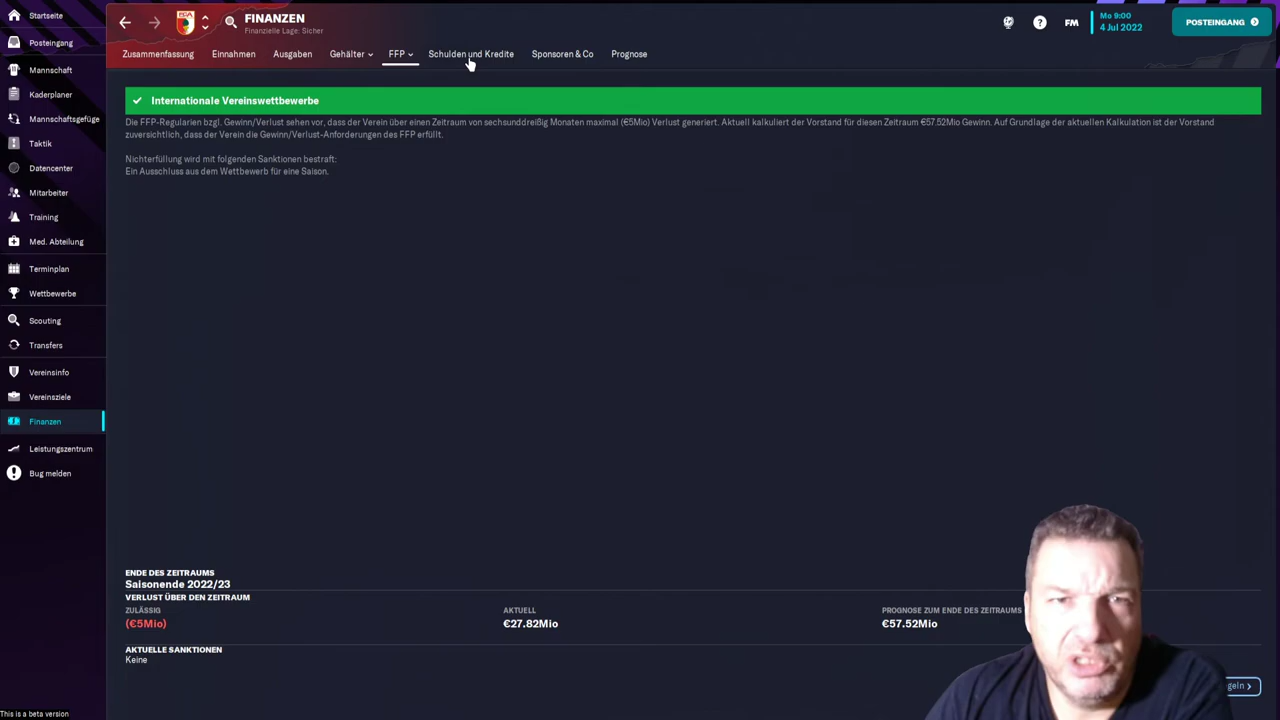 Startseite
Posteingang
Mannschaft
Kaderplaner
Mannschaftsgefüge
Taktik
Datencenter
Mitarbeiter
Training
Med. Abteilung
Terminplan
Wettbewerbe
Scouting
Transfers
Vereinsinfo
Vereinsziele
Finanzen
Leistungszentrum
Bug melden
This is a beta version
FINANZEN
Finanzielle Lage: Sicher
FM
Mo 9:00
4 Jul 2022
POSTEINGANG
Zusammenfassung Einnahmen Ausgaben Gehälter FFP Schulden und Kredite Sponsoren & Co Prognose
Internationale Vereinswettbewerbe
Die FFP-Regularien bzgl. Gewinn/Verlust sehen vor, dass der Verein über einen Zeitraum von sechsunddreißig Monaten maximal (€5Mio) Verlust generiert. Aktuell kalkuliert der Vorstand für diesen Zeitraum €57.52Mio Gewinn. Auf Grundlage der aktuellen Kalkulation ist der Vorstand
zuversichtlich, dass der Verein die Gewinn/Verlust-Anforderungen des FFP erfüllt.
Nichterfüllung wird mit folgenden Sanktionen bestraft:
Ein Ausschluss aus dem Wettbewerb für eine Saison.
ENDE DES ZEITRAUMS
Saisonende 2022/23
VERLUST ÜBER DEN ZEITRAUM
ZULÄSSIG AKTUELL PROGNOSE ZUM ENDE DES ZEITRAUMS
(€5Mio) €27.82Mio €57.52Mio
AKTUELLE SANKTIONEN
Keine
geln